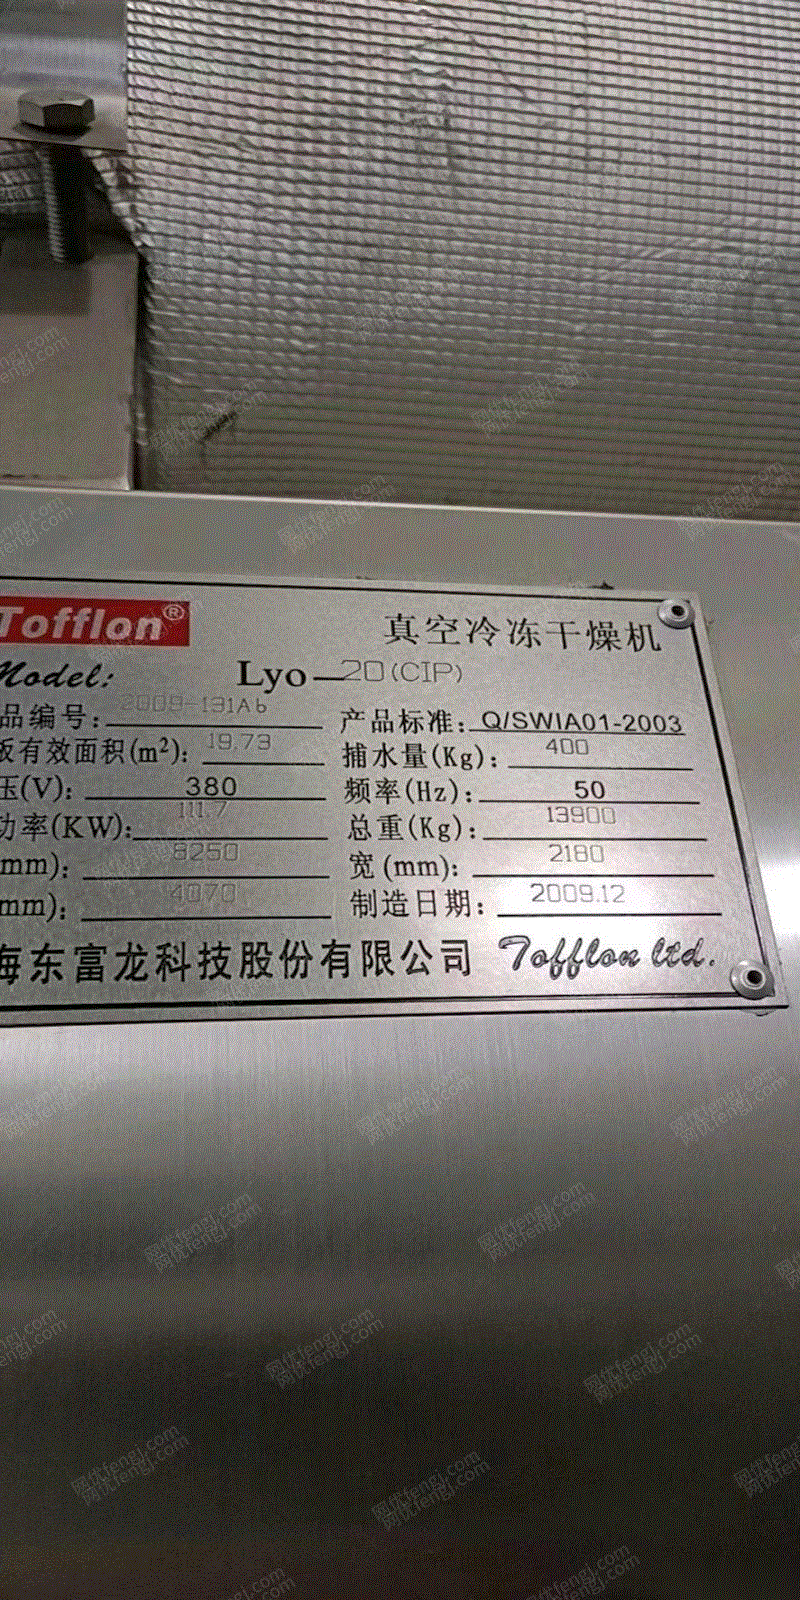 Tofflon®
真空冷冻干燥机
Model: Lyo—20(CIP)
品编号: 2009-131Ab 产品标准: Q/SWIA01-2003
板有效面积(m²): 19.73 捕水量(Kg): 400
压(V): 380 频率(Hz): 50
功率(KW): 111.7 总重(Kg): 13900
mm): 8250 宽(mm): 2180
mm): 4070 制造日期: 2009.12
海东富龙科技股份有限公司 Tofflon ltd.